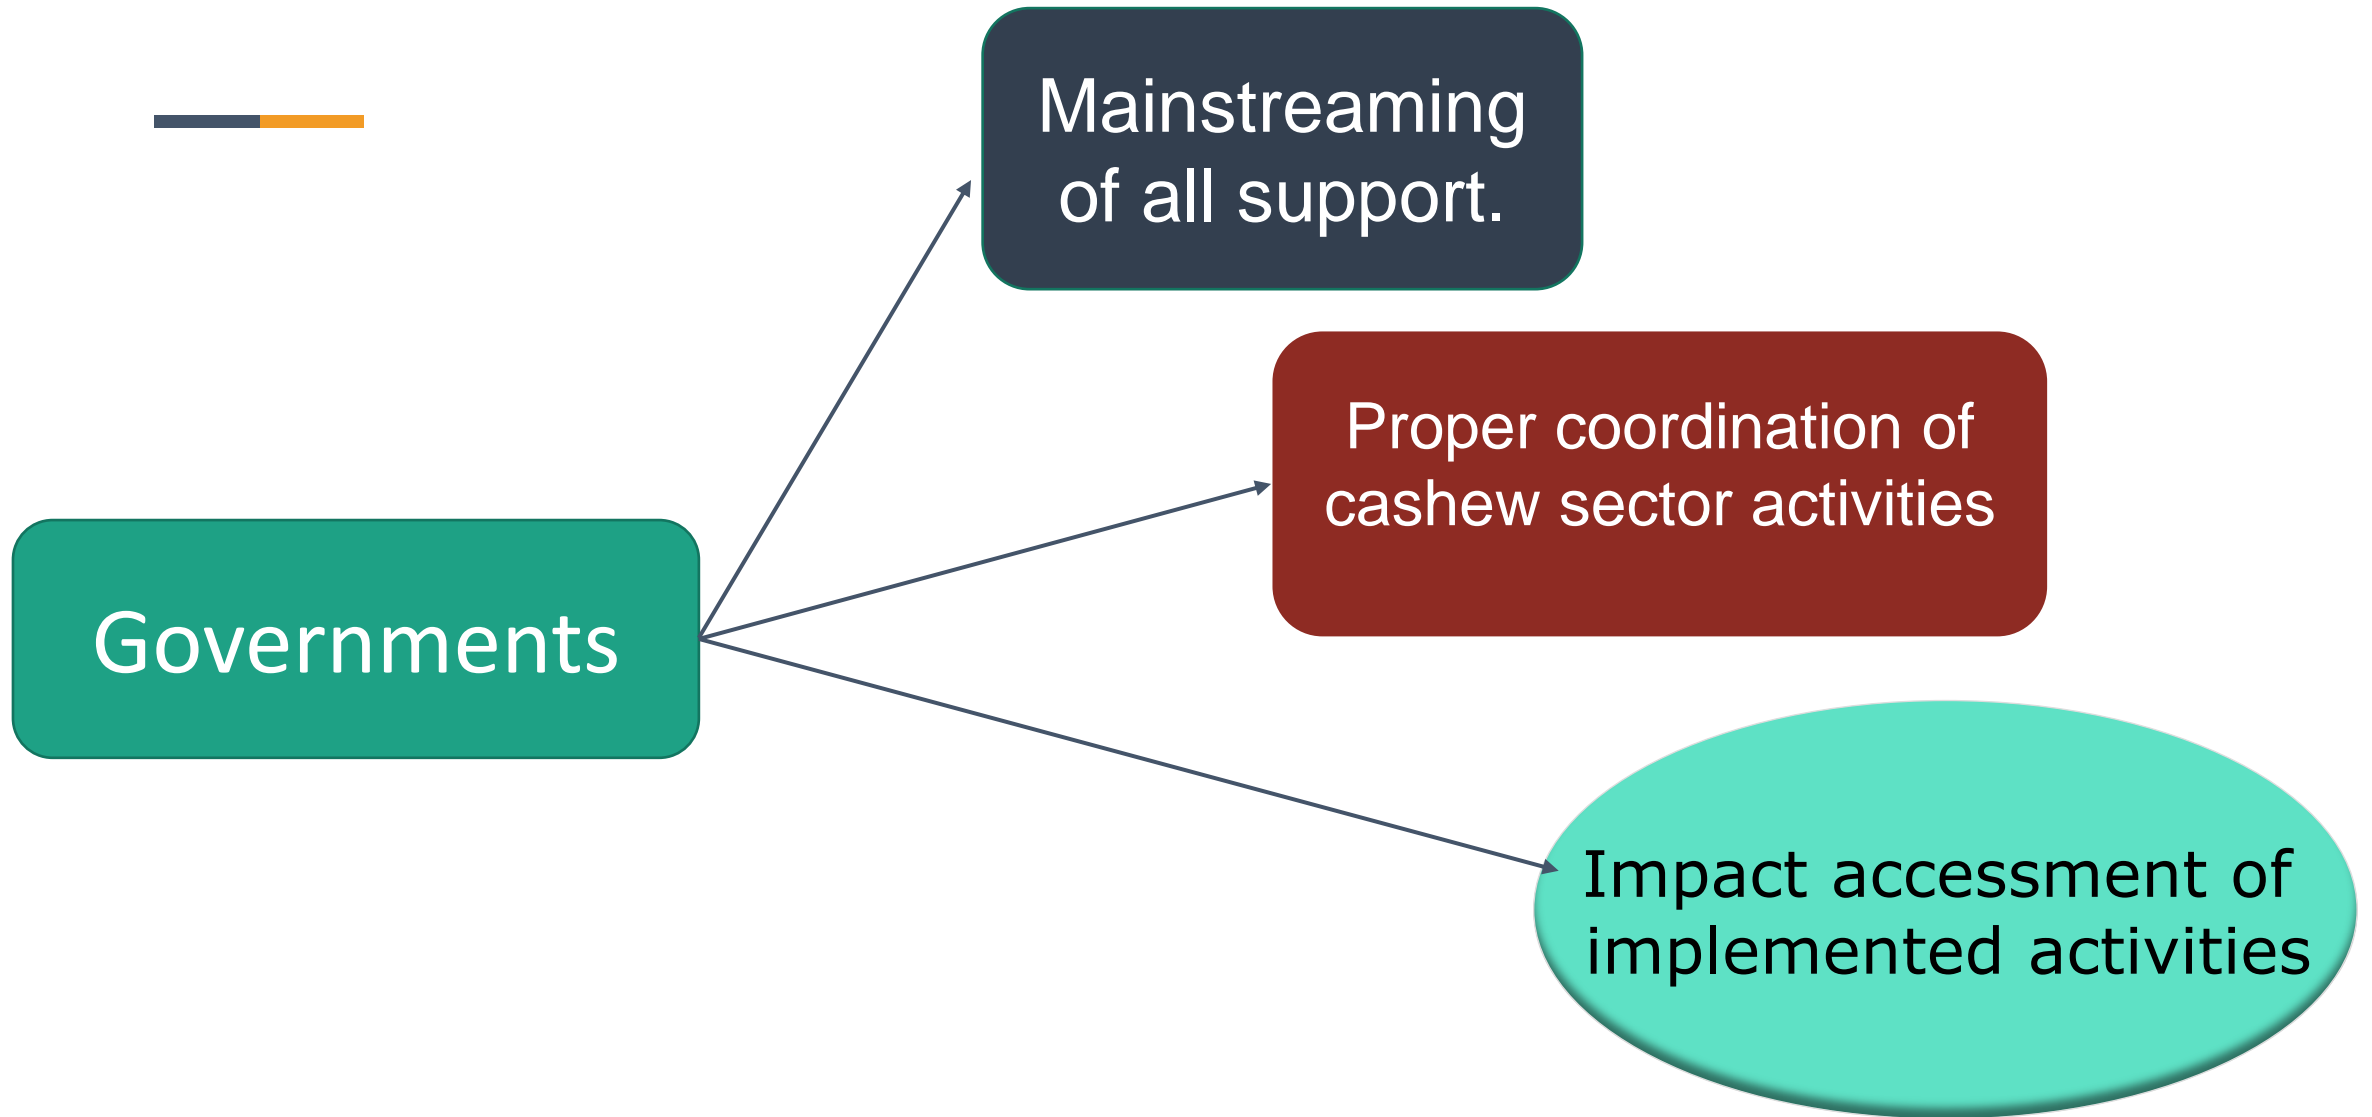 Mainstreaming
of all support.
Proper coordination of
cashew sector activities
Governments
Impact accessment of
implemented activities